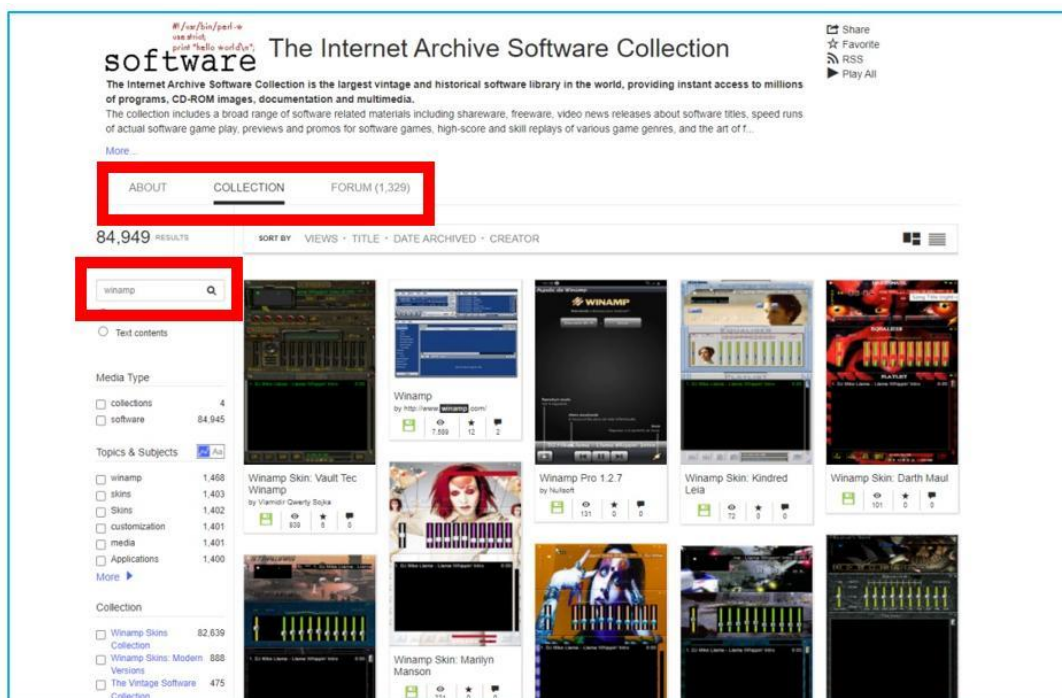 #!/usr/bin/perl -w
use strict;
print "hello world\n";
software
The Internet Archive Software Collection
Share
Favorite
RSS
Play All
The Internet Archive Software Collection is the largest vintage and historical software library in the world, providing instant access to millions
of programs, CD-ROM images, documentation and multimedia.
The collection includes a broad range of software related materials including shareware, freeware, video news releases about software titles, speed runs
of actual software game play, previews and promos for software games, high-score and skill replays of various game genres, and the art of f...
More...
ABOUT COLLECTION FORUM (1,329)
84,949 RESULTS
SORT BY VIEWS · TITLE · DATE ARCHIVED · CREATOR
winamp
Text contents
Media Type
collections 4
software 84,945
Topics & Subjects Aa
winamp 1,468
skins 1,403
Skins 1,402
customization 1,401
media 1,401
Applications 1,400
More
Collection
Winamp Skins 82,639
Collection
Winamp Skins: Modern 888
Versions
The Vintage Software 475
Collection
Winamp Skin: Vault Tec
Winamp
by Vlamidir Qwerty Sojka
939 5 0
Winamp
by http://www.winamp.com/
7,589 12 2
WINAMP
Winamp Pro 1.2.7
by Nullsoft
131 0 0
EQUALIZER
PLAYLIST
Winamp Skin: Kindred
Leia
72 0 0
EQUALIZER
PLAYLIST
Winamp Skin: Darth Maul
101 0 0
Winamp Skin: Marilyn
Manson